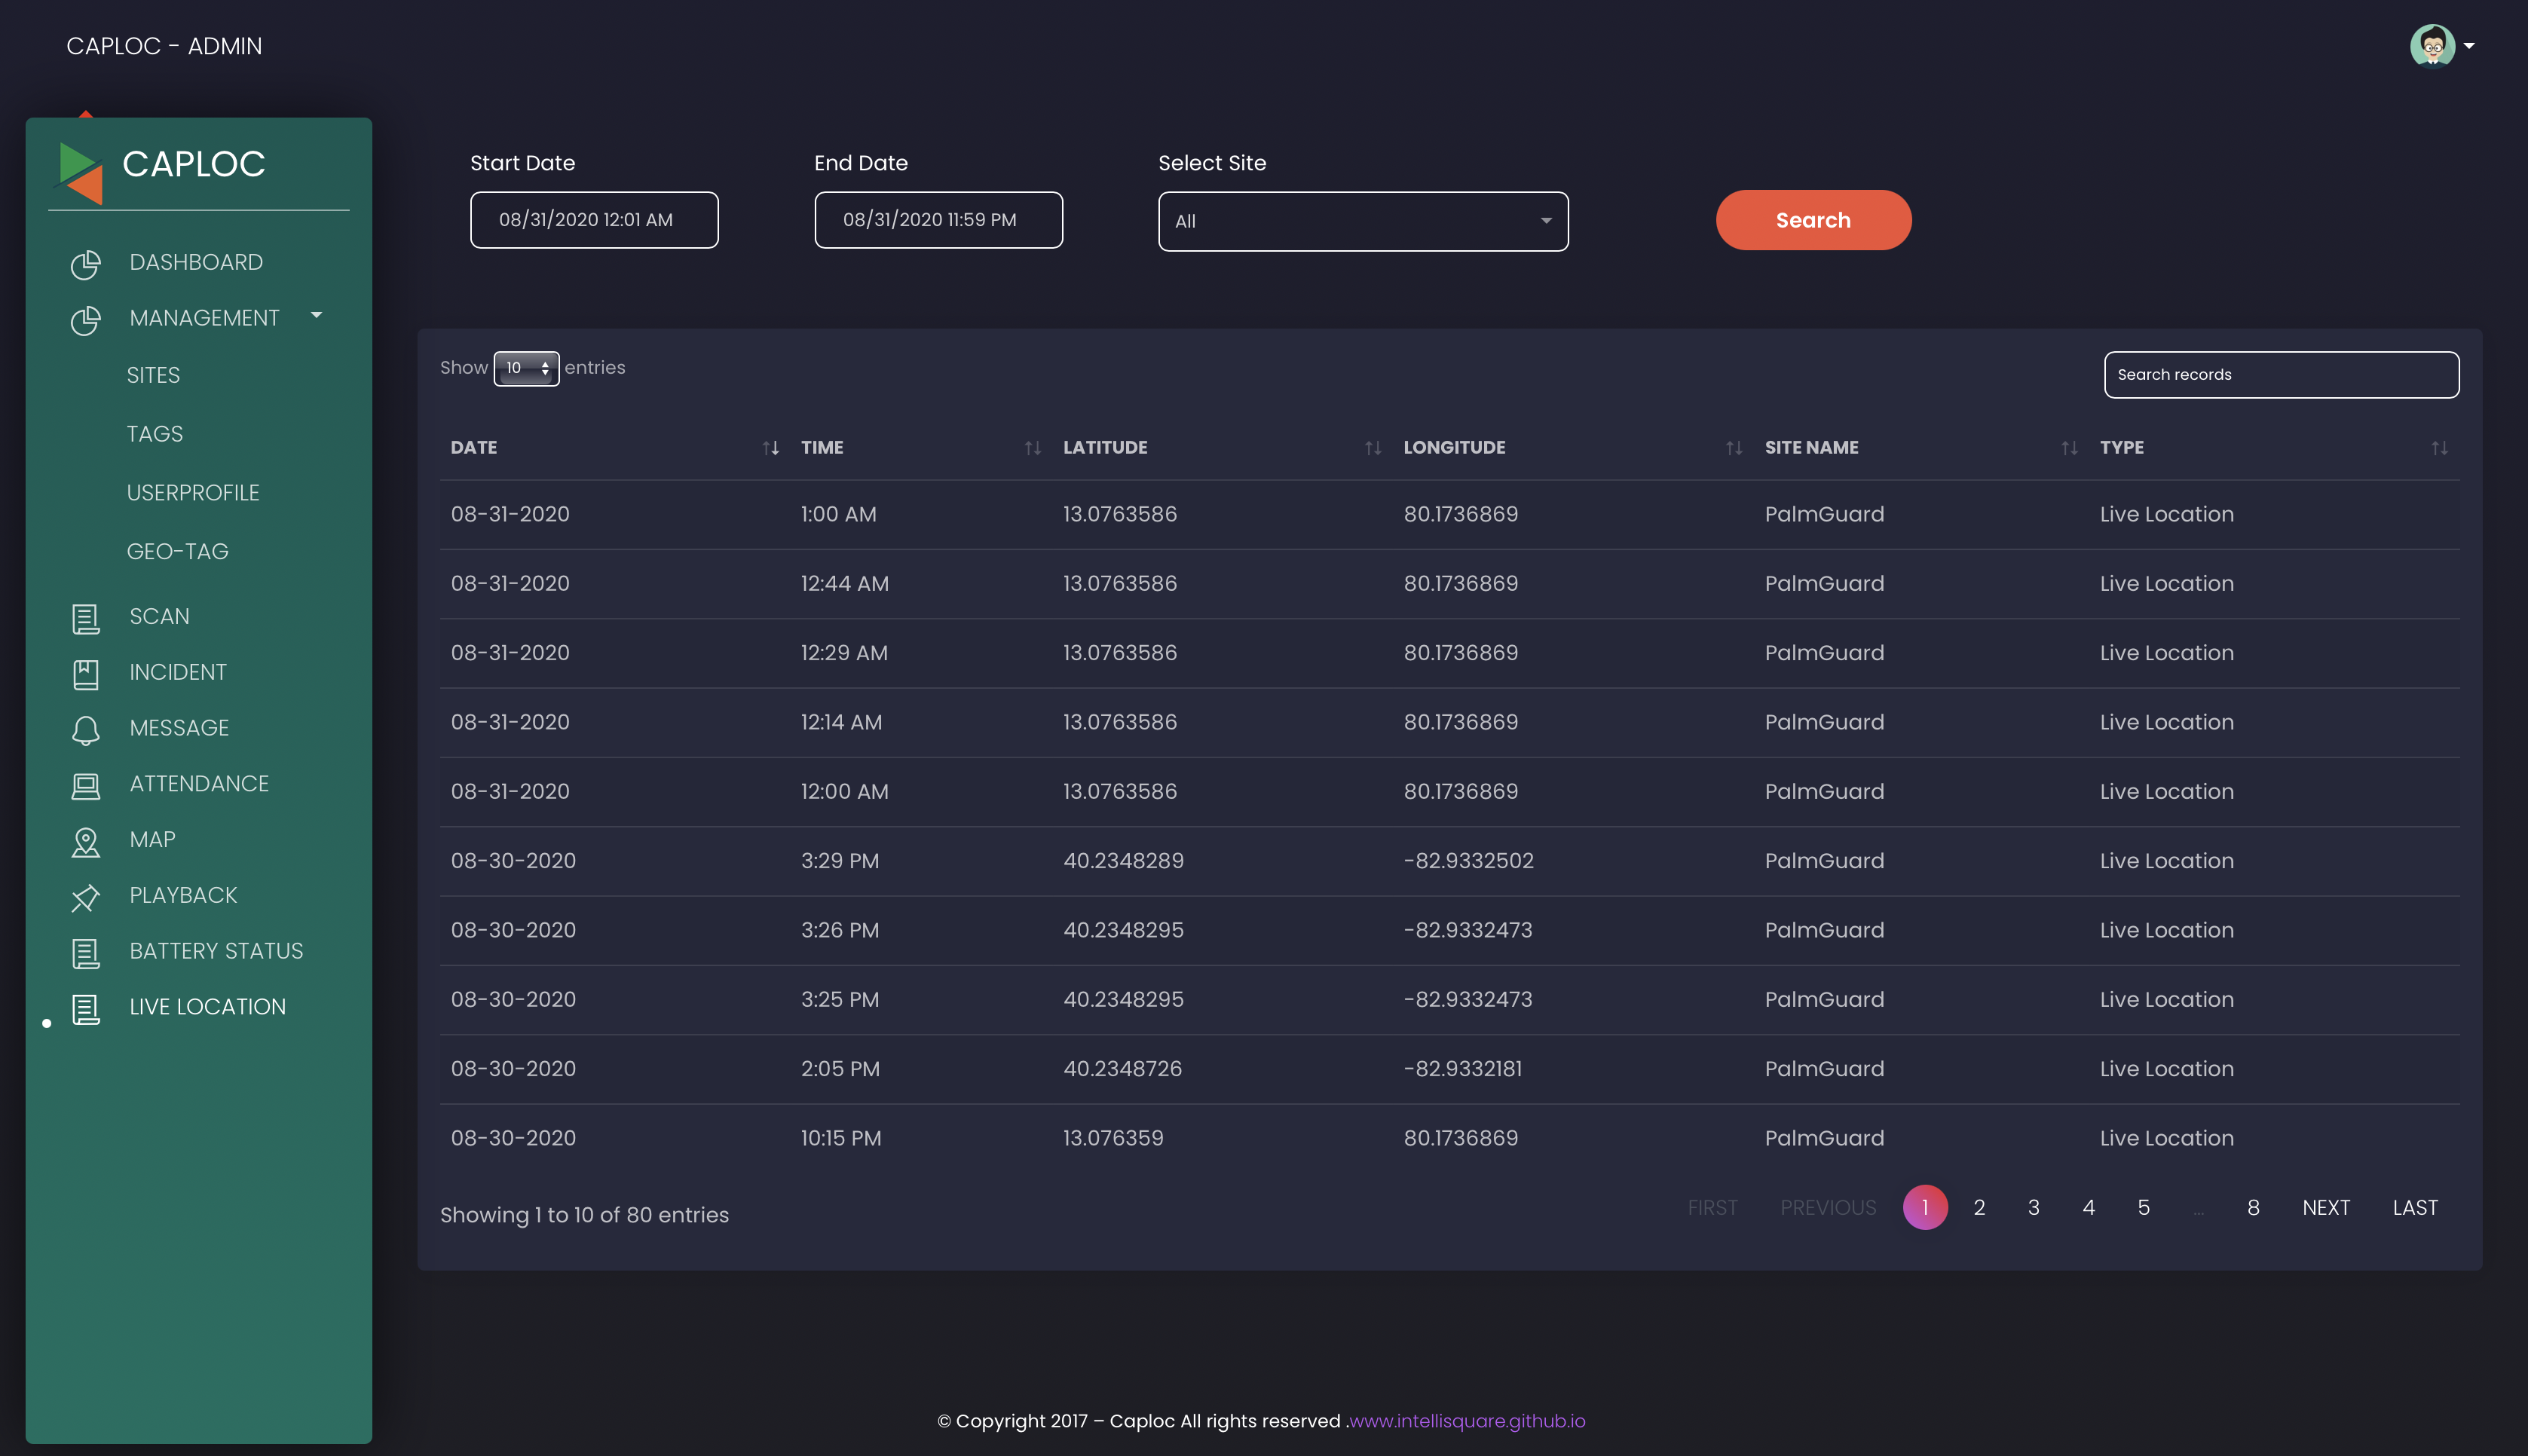 CAPLOC - ADMIN
CAPLOC
DASHBOARD
MANAGEMENT
SITES
TAGS
USERPROFILE
GEO-TAG
SCAN
INCIDENT
MESSAGE
ATTENDANCE
MAP
PLAYBACK
BATTERY STATUS
LIVE LOCATION
Start Date End Date Select Site
08/31/2020 12:01 AM 08/31/2020 11:59 PM All Search
Show 10 entries Search records
DATE TIME LATITUDE LONGITUDE SITE NAME TYPE
08-31-2020 1:00 AM 13.0763586 80.1736869 PalmGuard Live Location
08-31-2020 12:44 AM 13.0763586 80.1736869 PalmGuard Live Location
08-31-2020 12:29 AM 13.0763586 80.1736869 PalmGuard Live Location
08-31-2020 12:14 AM 13.0763586 80.1736869 PalmGuard Live Location
08-31-2020 12:00 AM 13.0763586 80.1736869 PalmGuard Live Location
08-30-2020 3:29 PM 40.2348289 -82.9332502 PalmGuard Live Location
08-30-2020 3:26 PM 40.2348295 -82.9332473 PalmGuard Live Location
08-30-2020 3:25 PM 40.2348295 -82.9332473 PalmGuard Live Location
08-30-2020 2:05 PM 40.2348726 -82.9332181 PalmGuard Live Location
08-30-2020 10:15 PM 13.076359 80.1736869 PalmGuard Live Location
Showing 1 to 10 of 80 entries FIRST PREVIOUS 1 2 3 4 5 ... 8 NEXT LAST
© Copyright 2017 – Caploc All rights reserved .www.intellisquare.github.io